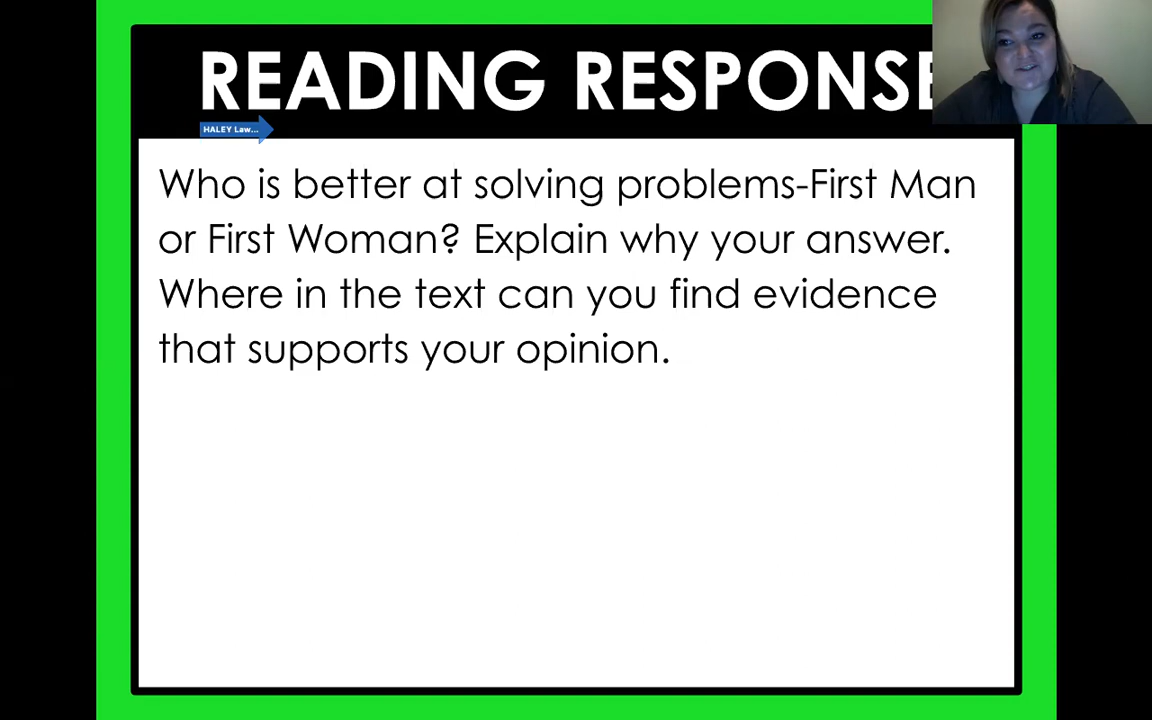 READING RESPONSE
HALEY Law...
Who is better at solving problems-First Man
or First Woman? Explain why your answer.
Where in the text can you find evidence
that supports your opinion.